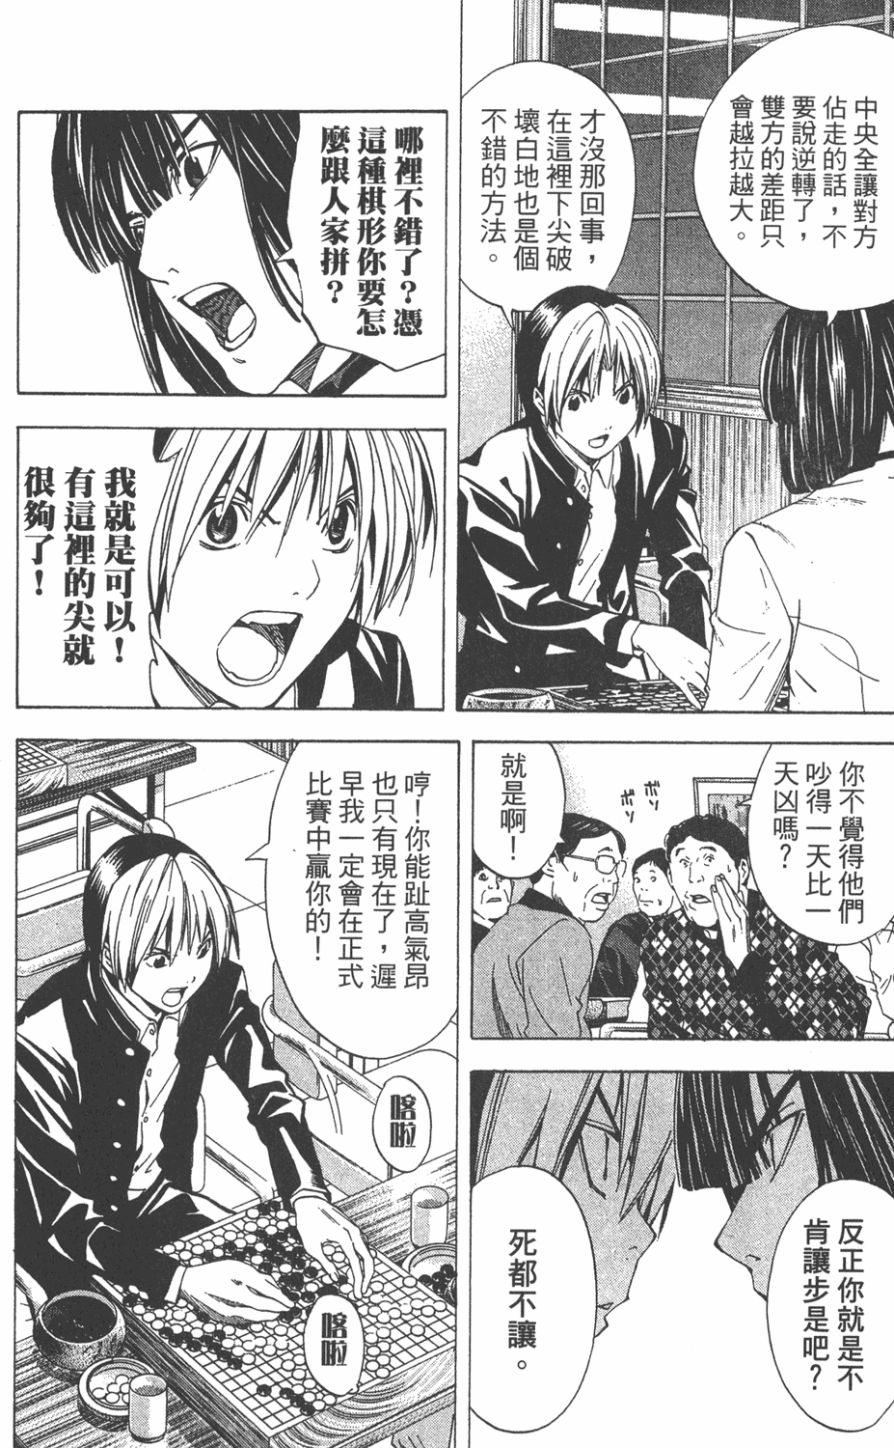 中央全讓對方
佔走的話，不
要說逆轉了，
雙方的差距只
會越拉越大。
才沒那回事，
在這裡下尖破
壞白地也是個
不錯的方法。
哪裡不錯了？憑
這種棋形你要怎
麼跟人家拼？
我就是可以！
有這裡的尖就
很夠了！
你不覺得他們
吵得一天比一
天凶嗎？
ボソ
ボソ
就是啊！
反正你就是不
肯讓步是吧？
死都不讓。
哼！你能趾高氣昂
也只有現在了，遲
早我一定會在正式
比賽中贏你的！
喀啦
喀啦